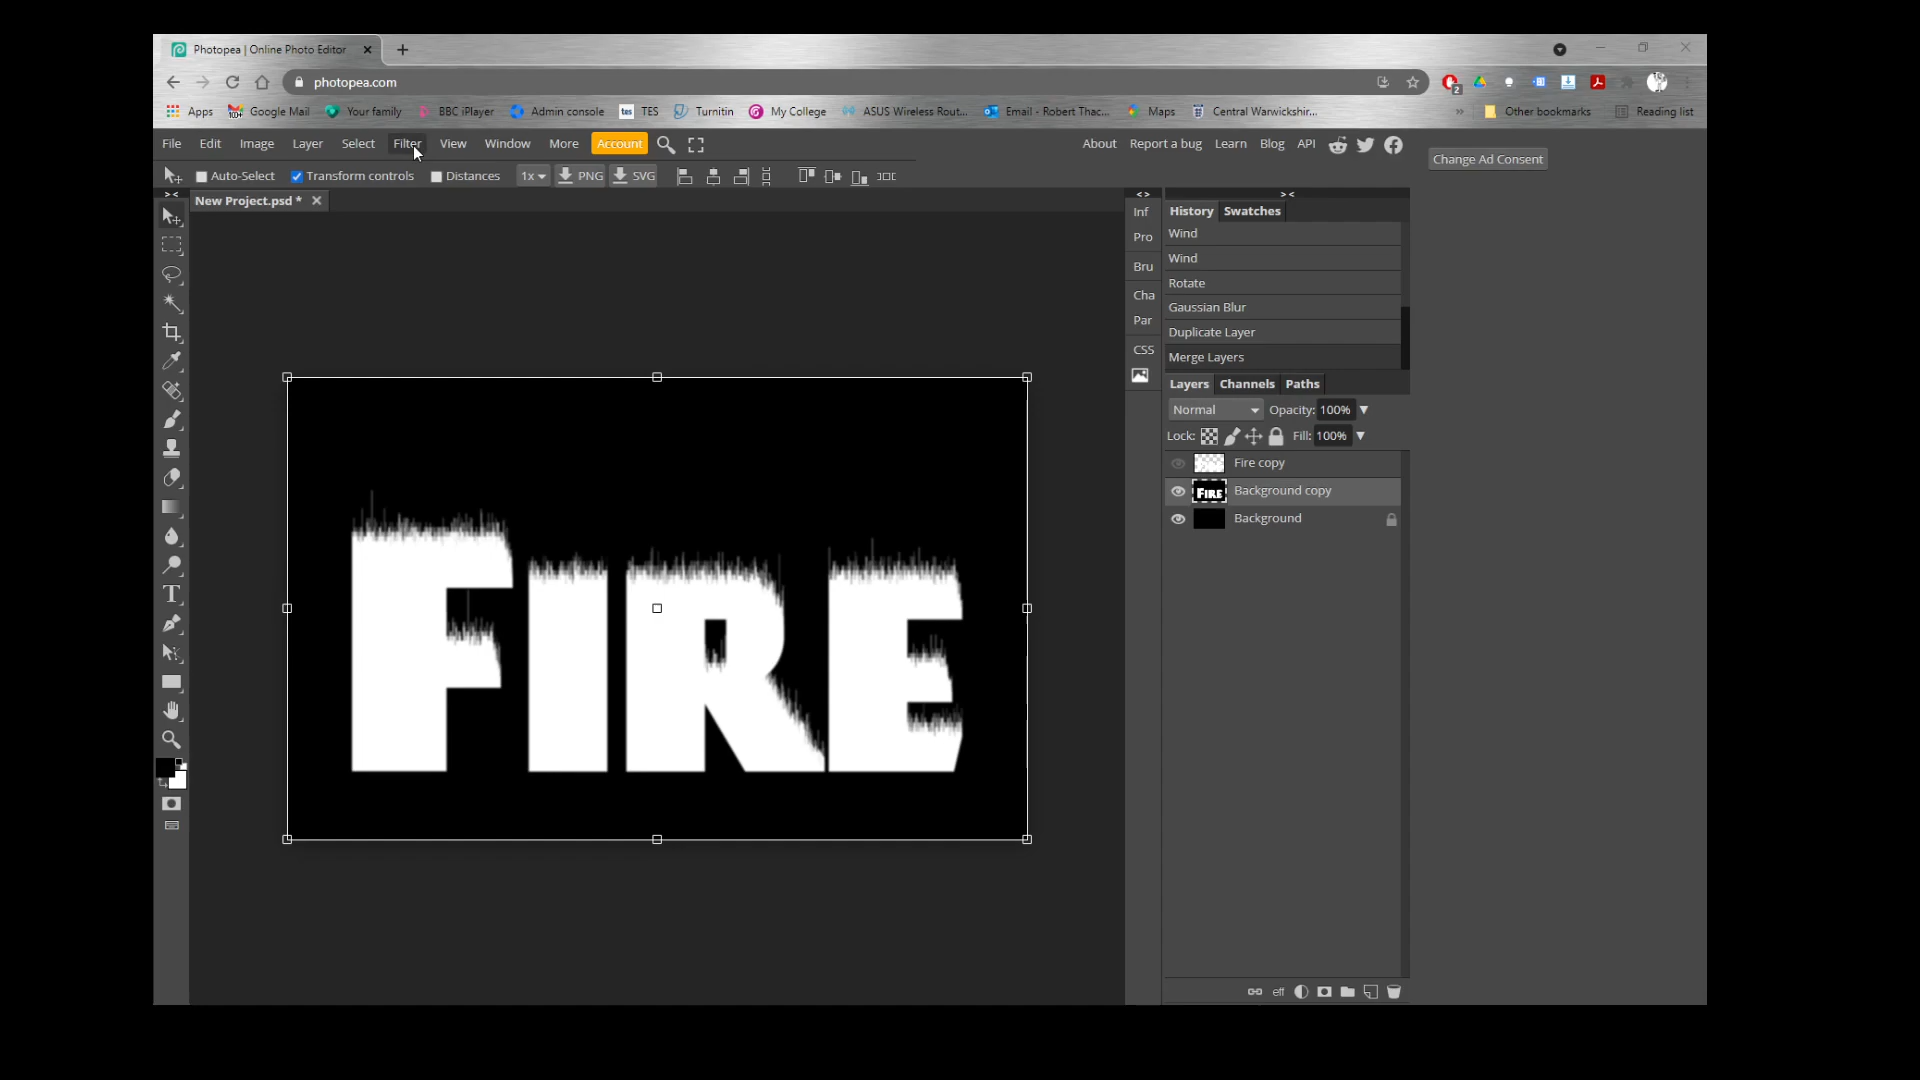 Photopea | Online Photo Editor
photopea.com
2
Apps
Google Mail
Your family
BBC iPlayer
Admin console
tes TES
Turnitin
My College
ASUS Wireless Rout...
Email - Robert Thac...
Maps
Central Warwickshir...
»
Other bookmarks
Reading list
File Edit Image Layer Select Filter View Window More Account
About Report a bug Learn Blog API
Change Ad Consent
Auto-Select Transform controls Distances 1x PNG SVG
New Project.psd *
Inf
Pro
Bru
Cha
Par
CSS
History Swatches
Wind
Wind
Rotate
Gaussian Blur
Duplicate Layer
Merge Layers
Layers Channels Paths
Normal Opacity: 100%
Lock: Fill: 100%
Fire copy
FIRE Background copy
Background
FIRE
eff